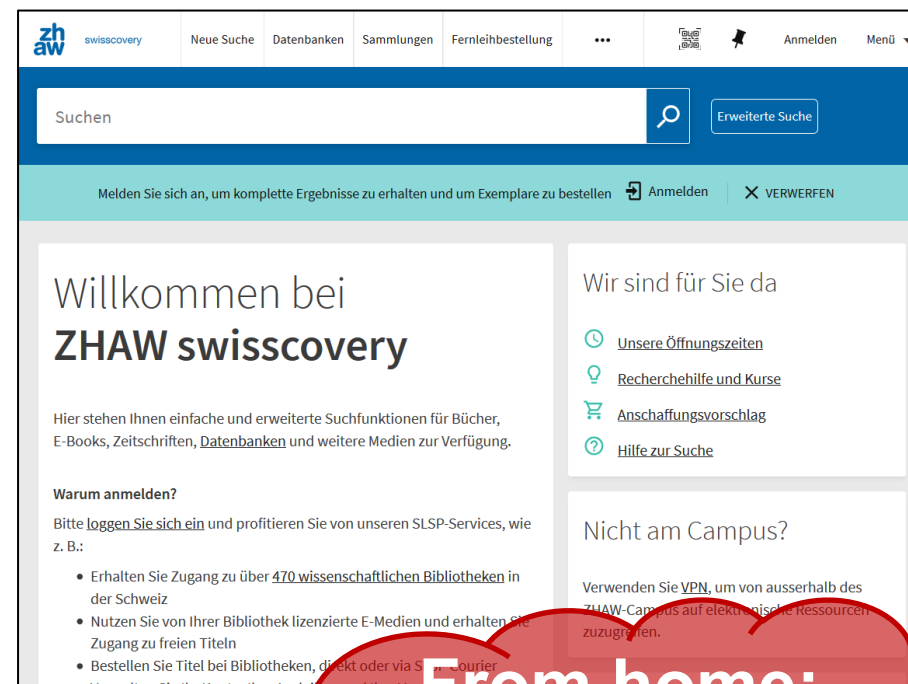 zh
aw
swisscovery
Neue Suche
Datenbanken
Sammlungen
Fernleihbestellung
•••
Anmelden
Menü
Suchen
Erweiterte Suche
Melden Sie sich an, um komplette Ergebnisse zu erhalten und um Exemplare zu bestellen
Anmelden
VERWERFEN
Willkommen bei
ZHAW swisscovery
Hier stehen Ihnen einfache und erweiterte Suchfunktionen für Bücher,
E-Books, Zeitschriften, Datenbanken und weitere Medien zur Verfügung.
Warum anmelden?
Bitte loggen Sie sich ein und profitieren Sie von unseren SLSP-Services, wie
z. B.:
• Erhalten Sie Zugang zu über 470 wissenschaftlichen Bibliotheken in
der Schweiz
• Nutzen Sie von Ihrer Bibliothek lizenzierte E-Medien und erhalten Sie
Zugang zu freien Titeln
• Bestellen Sie Titel bei Bibliotheken, direkt oder via SLSP Courier
Wir sind für Sie da
Unsere Öffnungszeiten
Recherchehilfe und Kurse
Anschaffungsvorschlag
Hilfe zur Suche
Nicht am Campus?
Verwenden Sie VPN, um von ausserhalb des
ZHAW-Campus auf elektronische Ressourcen
zuzugreifen.
From home: